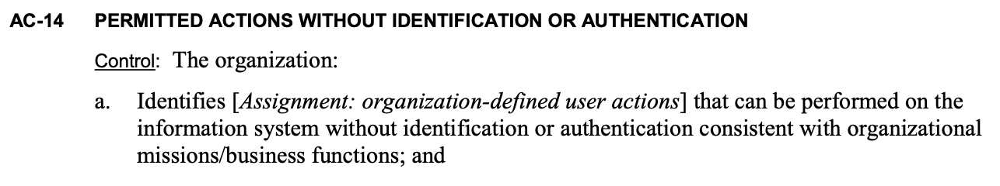 AC-14 PERMITTED ACTIONS WITHOUT IDENTIFICATION OR AUTHENTICATION
Control: The organization:
a. Identifies [Assignment: organization-defined user actions] that can be performed on the
information system without identification or authentication consistent with organizational
missions/business functions; and